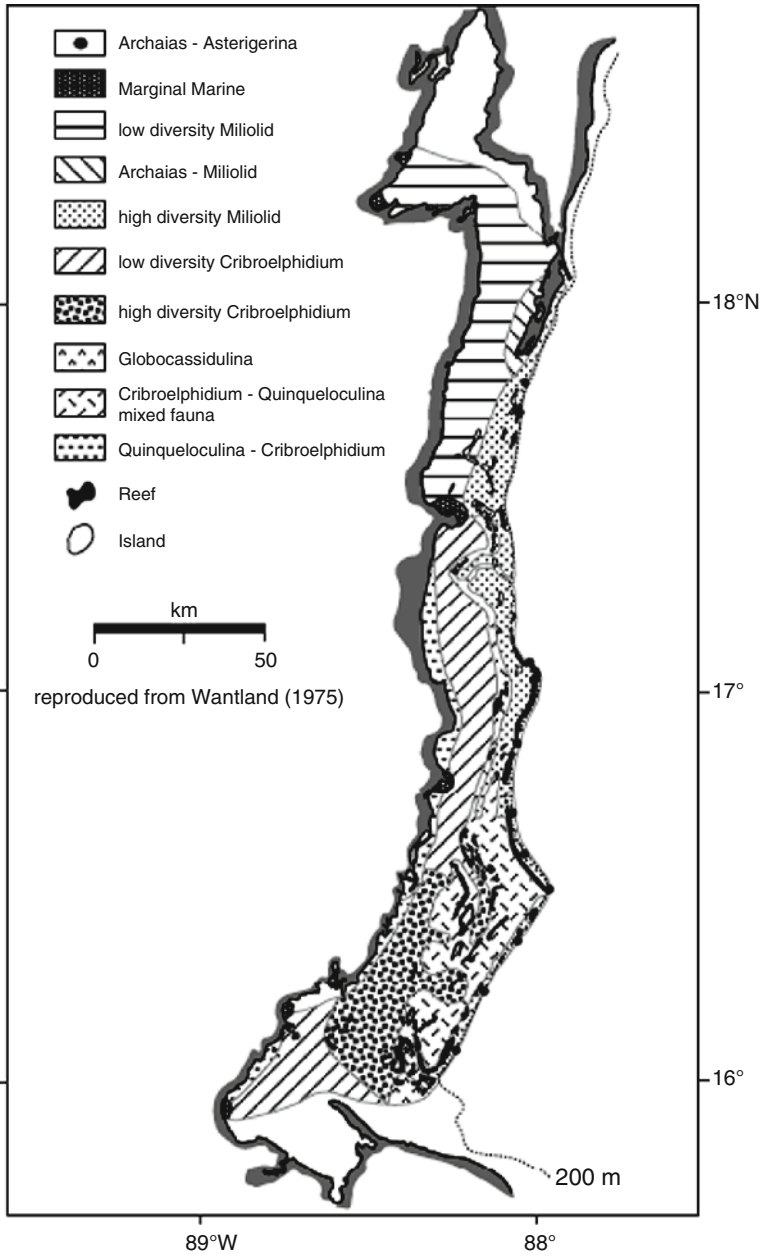 Archaias - Asterigerina
Marginal Marine
low diversity Miliolid
Archaias - Miliolid
high diversity Miliolid
low diversity Cribroelphidium
high diversity Cribroelphidium
Globocassidulina
Cribroelphidium - Quinqueloculina
mixed fauna
Quinqueloculina - Cribroelphidium
Reef
Island
km
0 50
reproduced from Wantland (1975)
18°N
17°
16°
200 m
89°W 88°